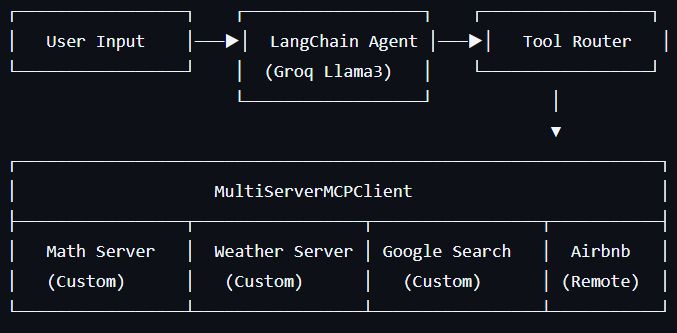 User Input LangChain Agent Tool Router
(Groq Llama3)
MultiServerMCPClient
Math Server Weather Server Google Search Airbnb
(Custom) (Custom) (Custom) (Remote)